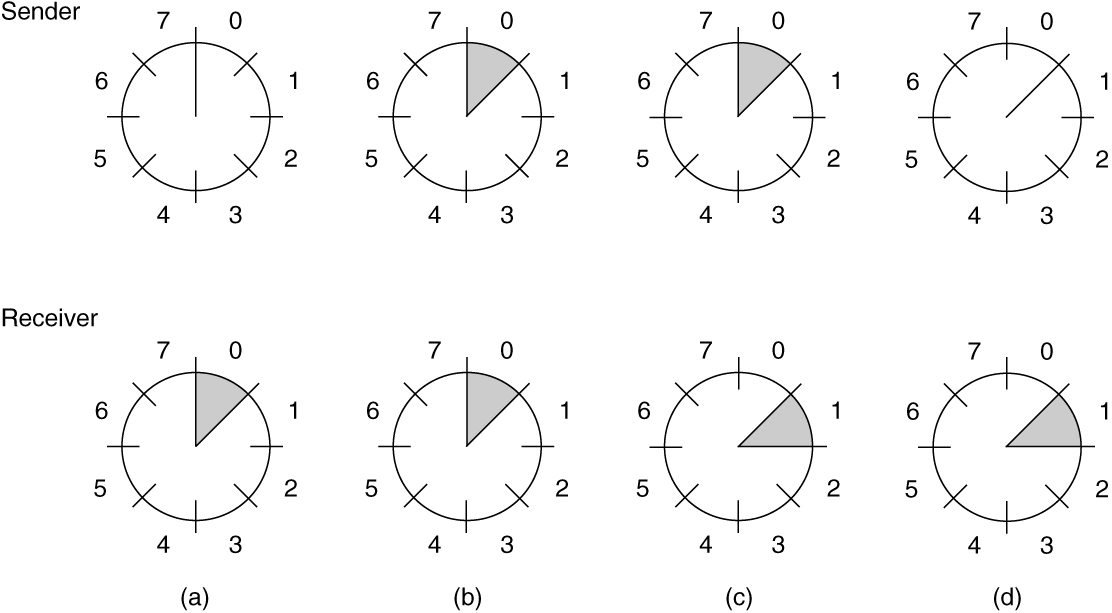 Sender
7 0 7 0 7 0 7 0
6 1 6 1 6 1 6 1
5 2 5 2 5 2 5 2
4 3 4 3 4 3 4 3
Receiver
7 0 7 0 7 0 7 0
6 1 6 1 6 1 6 1
5 2 5 2 5 2 5 2
4 3 4 3 4 3 4 3
(a) (b) (c) (d)